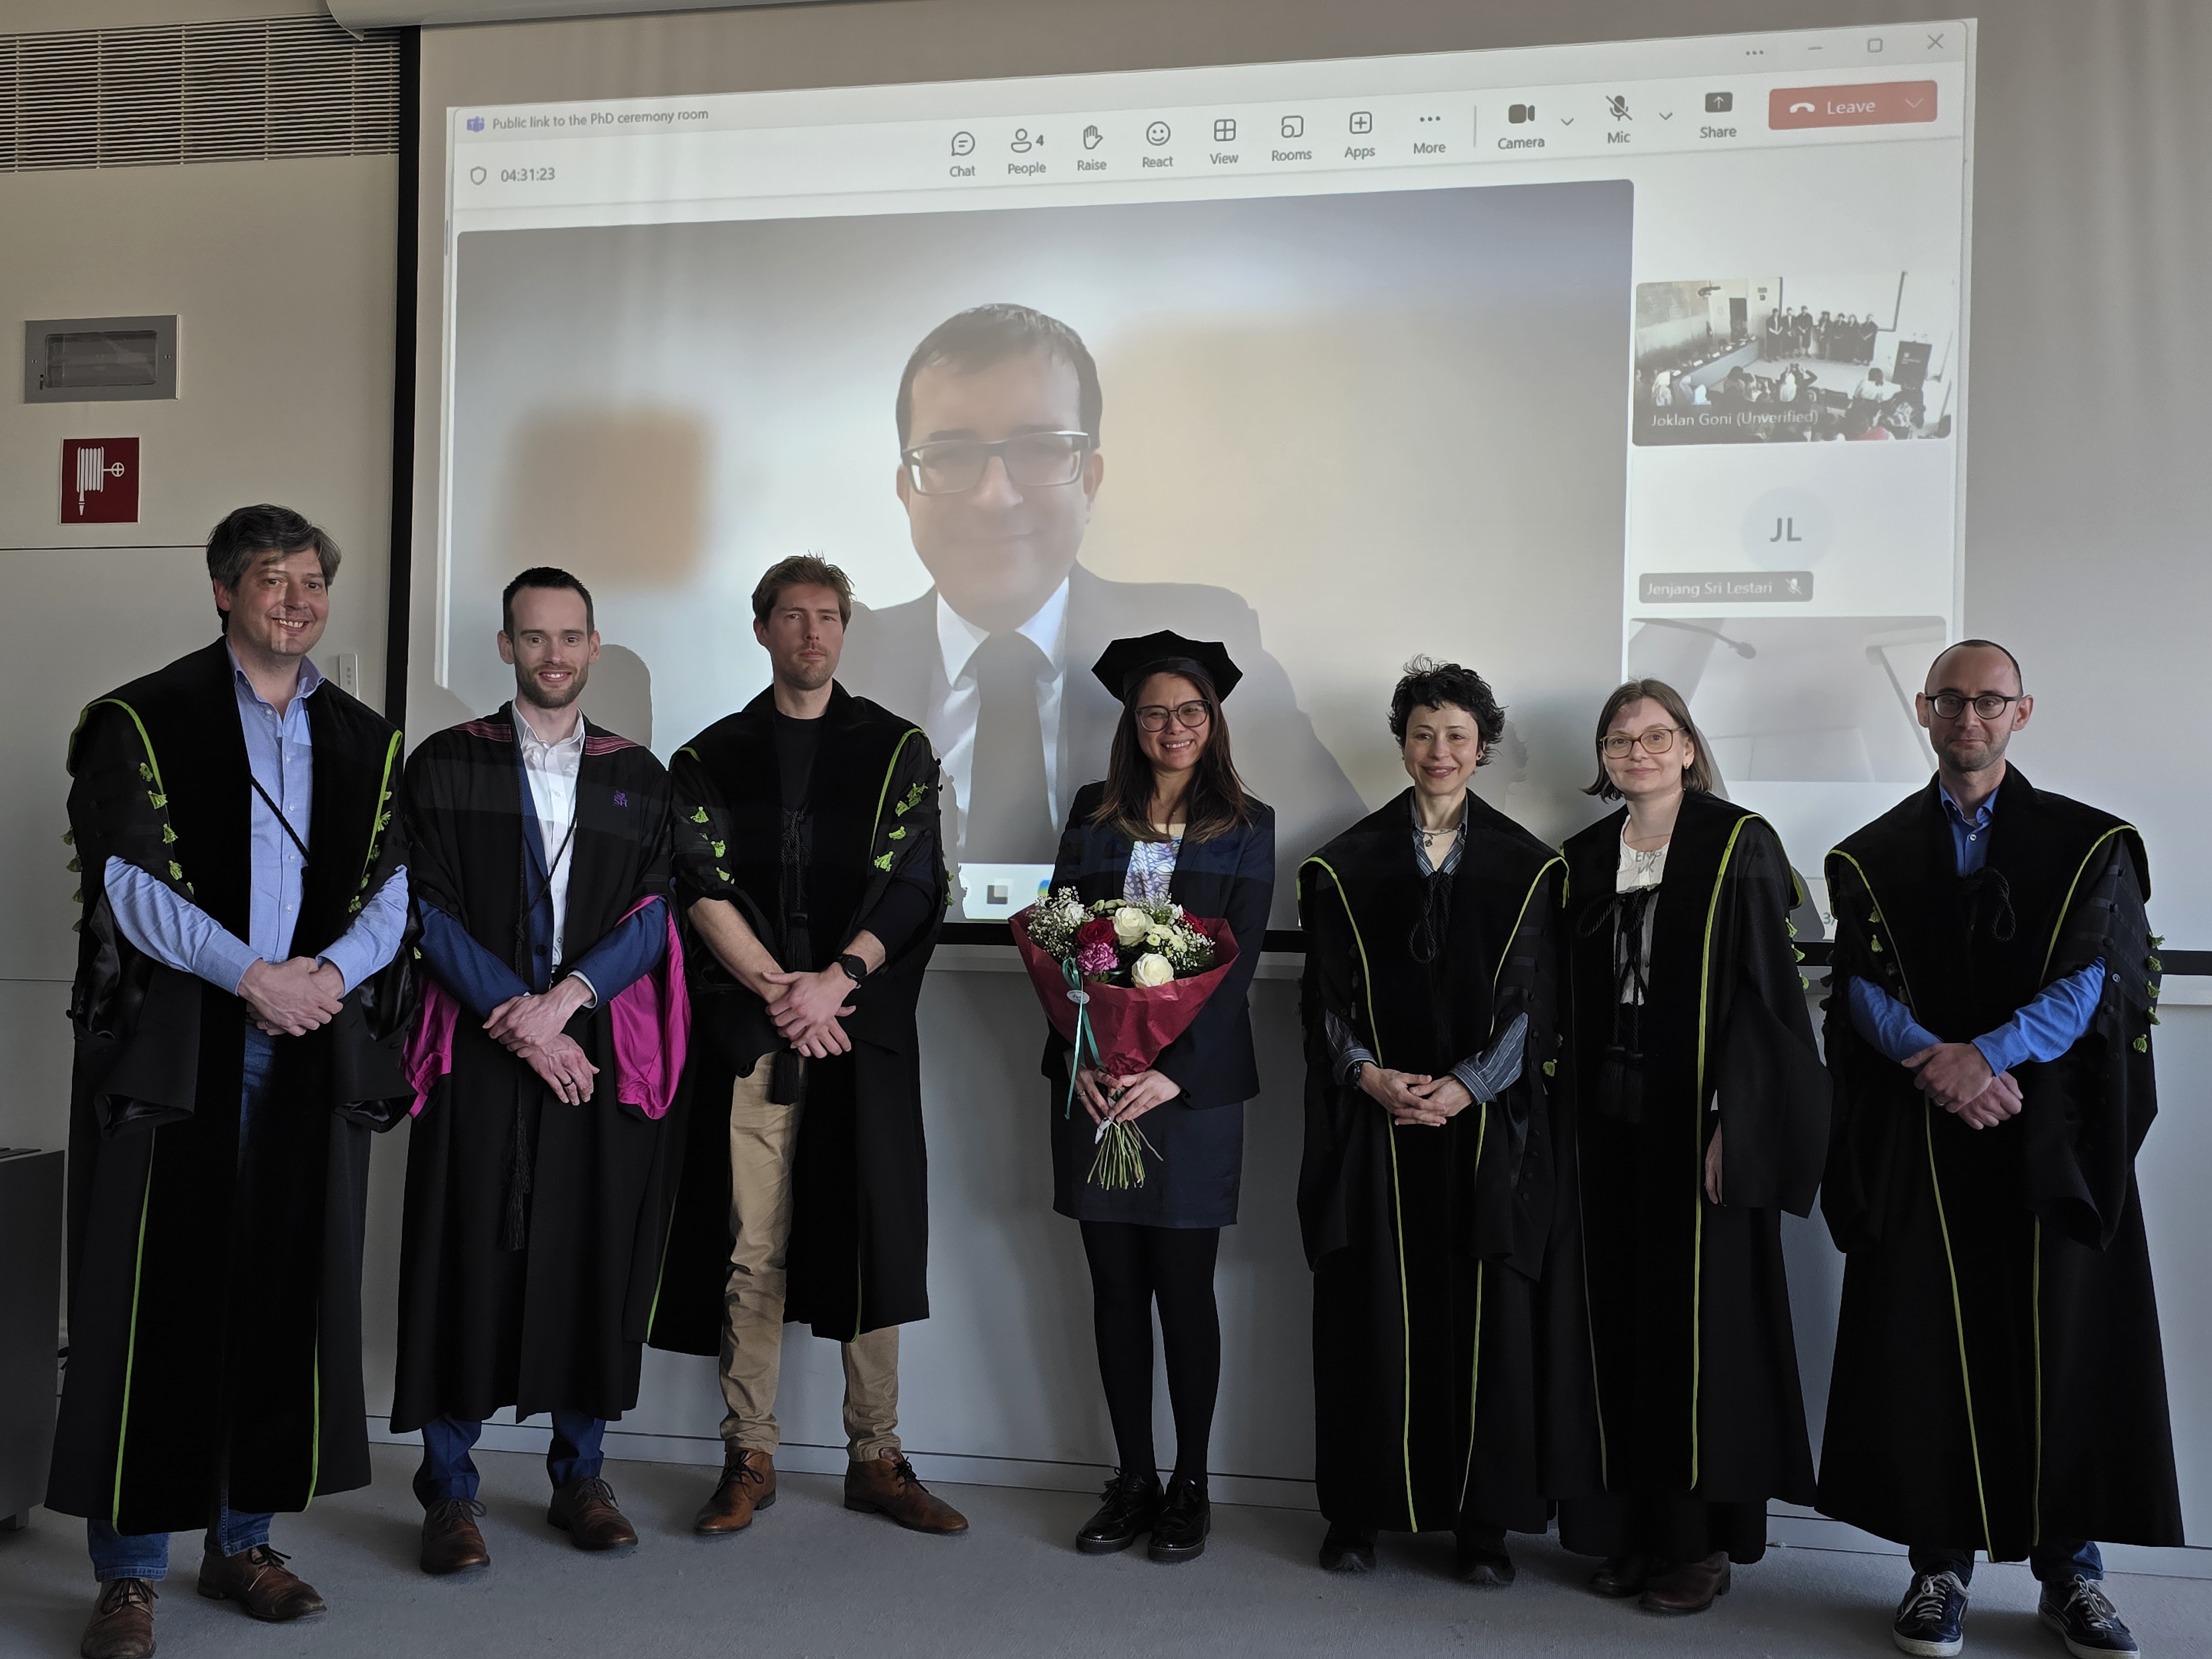 Public link to the PhD ceremony room
04:31:23
Chat
People
4
Raise
React
View
Rooms
Apps
More
Camera
Mic
Share
Leave
Joklan Goni (Unverified)
JL
Jenjang Sri Lestari